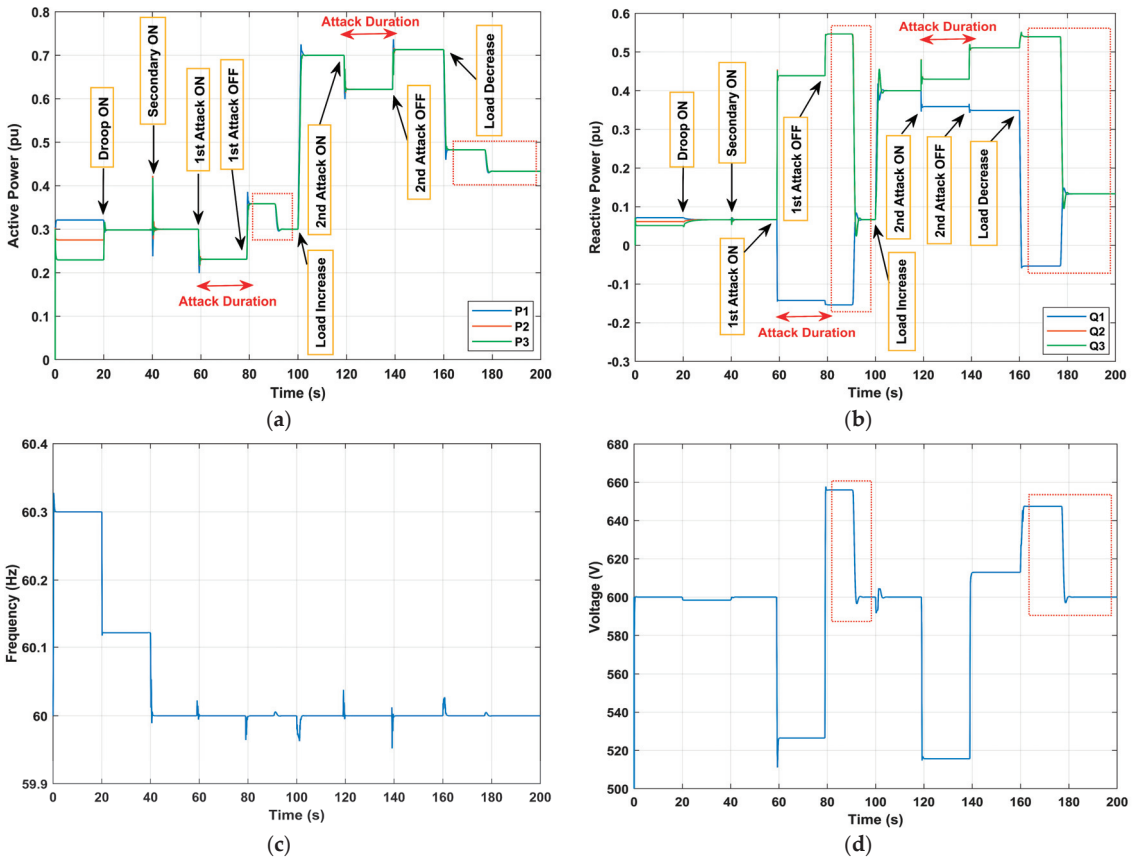 Active Power (pu)
0.8
0.7
0.6
0.5
0.4
0.3
0.2
0.1
0
Droop ON
Secondary ON
1st Attack ON
1st Attack OFF
Attack Duration
Attack Duration
Load Increase
2nd Attack ON
2nd Attack OFF
Load Decrease
P1
P2
P3
0 20 40 60 80 100 120 140 160 180 200
Time (s)
(a)
Reactive Power (pu)
0.6
0.5
0.4
0.3
0.2
0.1
0
-0.1
-0.2
-0.3
Droop ON
Secondary ON
1st Attack ON
1st Attack OFF
Attack Duration
Attack Duration
Load Increase
2nd Attack ON
2nd Attack OFF
Load Decrease
Q1
Q2
Q3
0 20 40 60 80 100 120 140 160 180 200
Time (s)
(b)
Frequency (Hz)
60.4
60.3
60.2
60.1
60
59.9
0 20 40 60 80 100 120 140 160 180 200
Time (s)
(c)
Voltage (V)
680
660
640
620
600
580
560
540
520
500
0 20 40 60 80 100 120 140 160 180 200
Time (s)
(d)